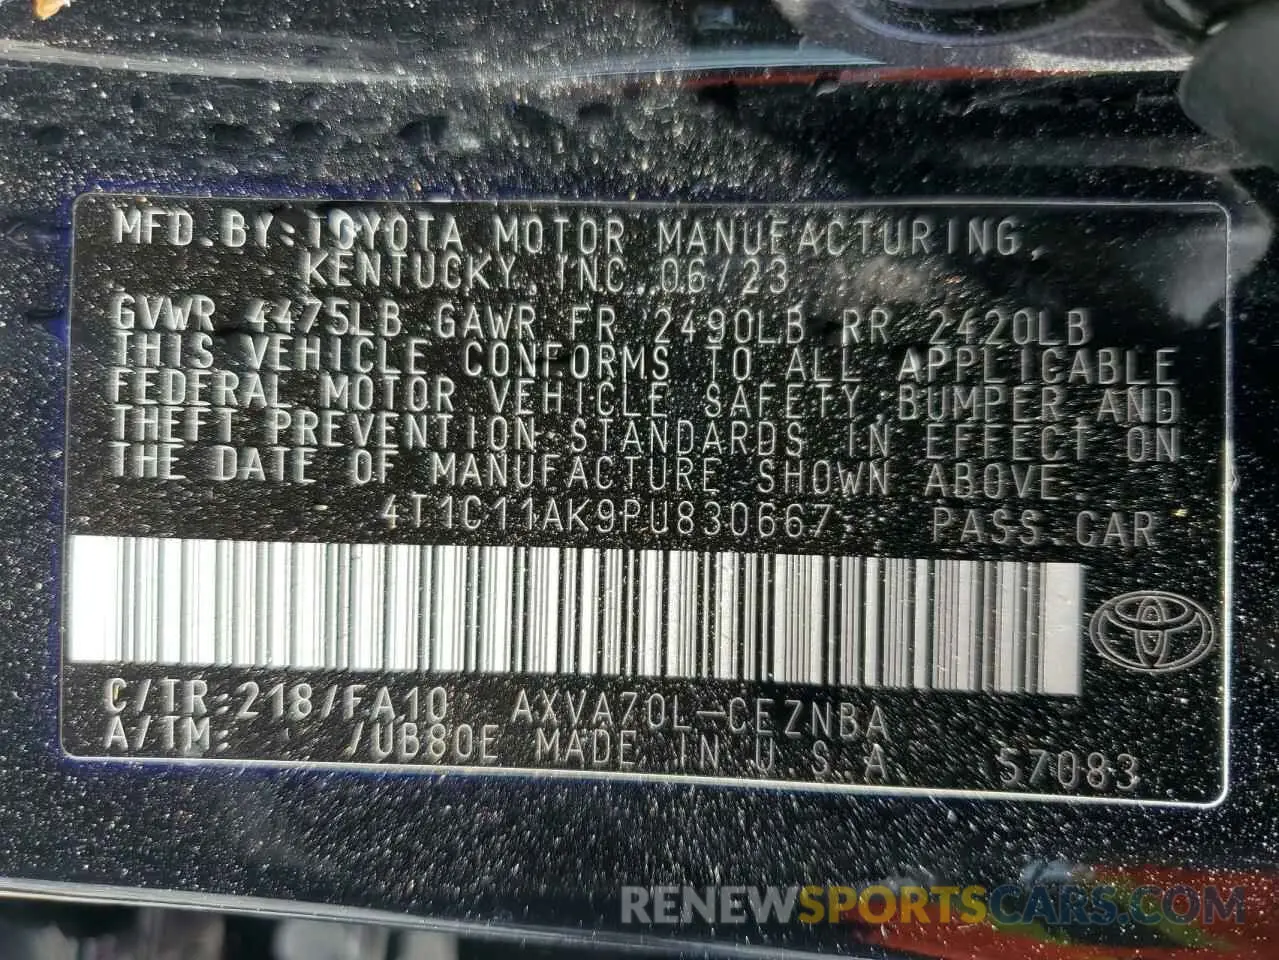 MFD.BY:TOYOTA MOTOR MANUFACTURING,
KENTUCKY, INC. 06/23
GVWR 4475LB GAWR FR 2490LB RR 2420LB
THIS VEHICLE CONFORMS TO ALL APPLICABLE
FEDERAL MOTOR VEHICLE SAFETY,BUMPER,AND
THEFT PREVENTION STANDARDS IN EFFECT ON
THE DATE OF MANUFACTURE SHOWN ABOVE.
4T1C11AK9PU830667 PASS.CAR
C/TR:218/FA10 AXVA70L-CEZNBA
A/TM: /UB80E MADE IN U.S.A 57083
RENEWSPORTSCARS.COM